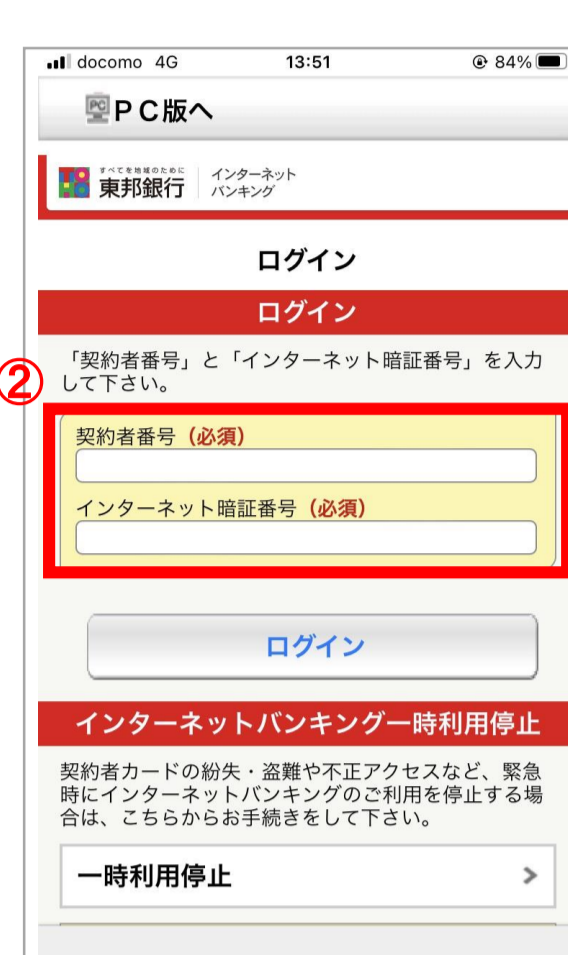 docomo 4G 13:51 84%
PC PC版へ
TOHO すべてを地域のために 東邦銀行 インターネット
バンキング
ログイン
ログイン
②
「契約者番号」と「インターネット暗証番号」を入力
して下さい。
契約者番号（必須）
インターネット暗証番号（必須）
ログイン
インターネットバンキング一時利用停止
契約者カードの紛失・盗難や不正アクセスなど、緊急
時にインターネットバンキングのご利用を停止する場
合は、こちらからお手続きをして下さい。
一時利用停止